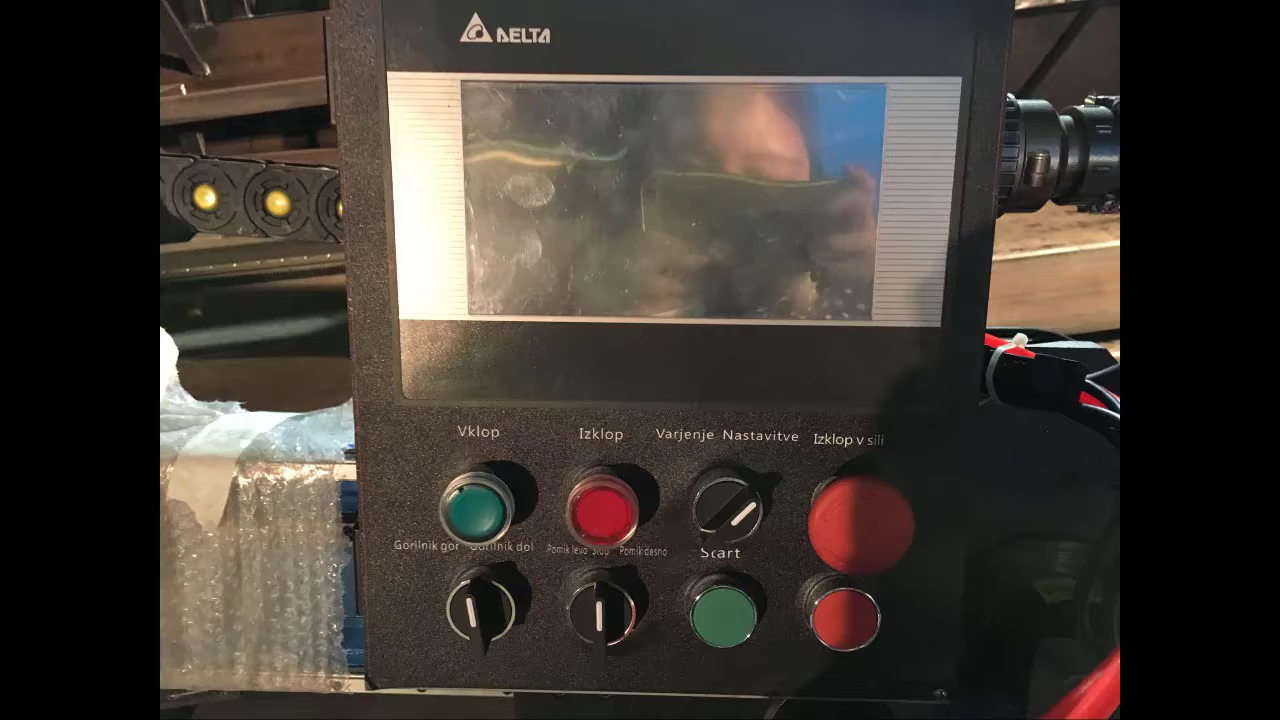 DELTA
Vklop Izklop Varjenje Nastavitve Izklop v sili
Gorilnik gor Gorilnik dol Pomik levo Stop Pomik desno Start